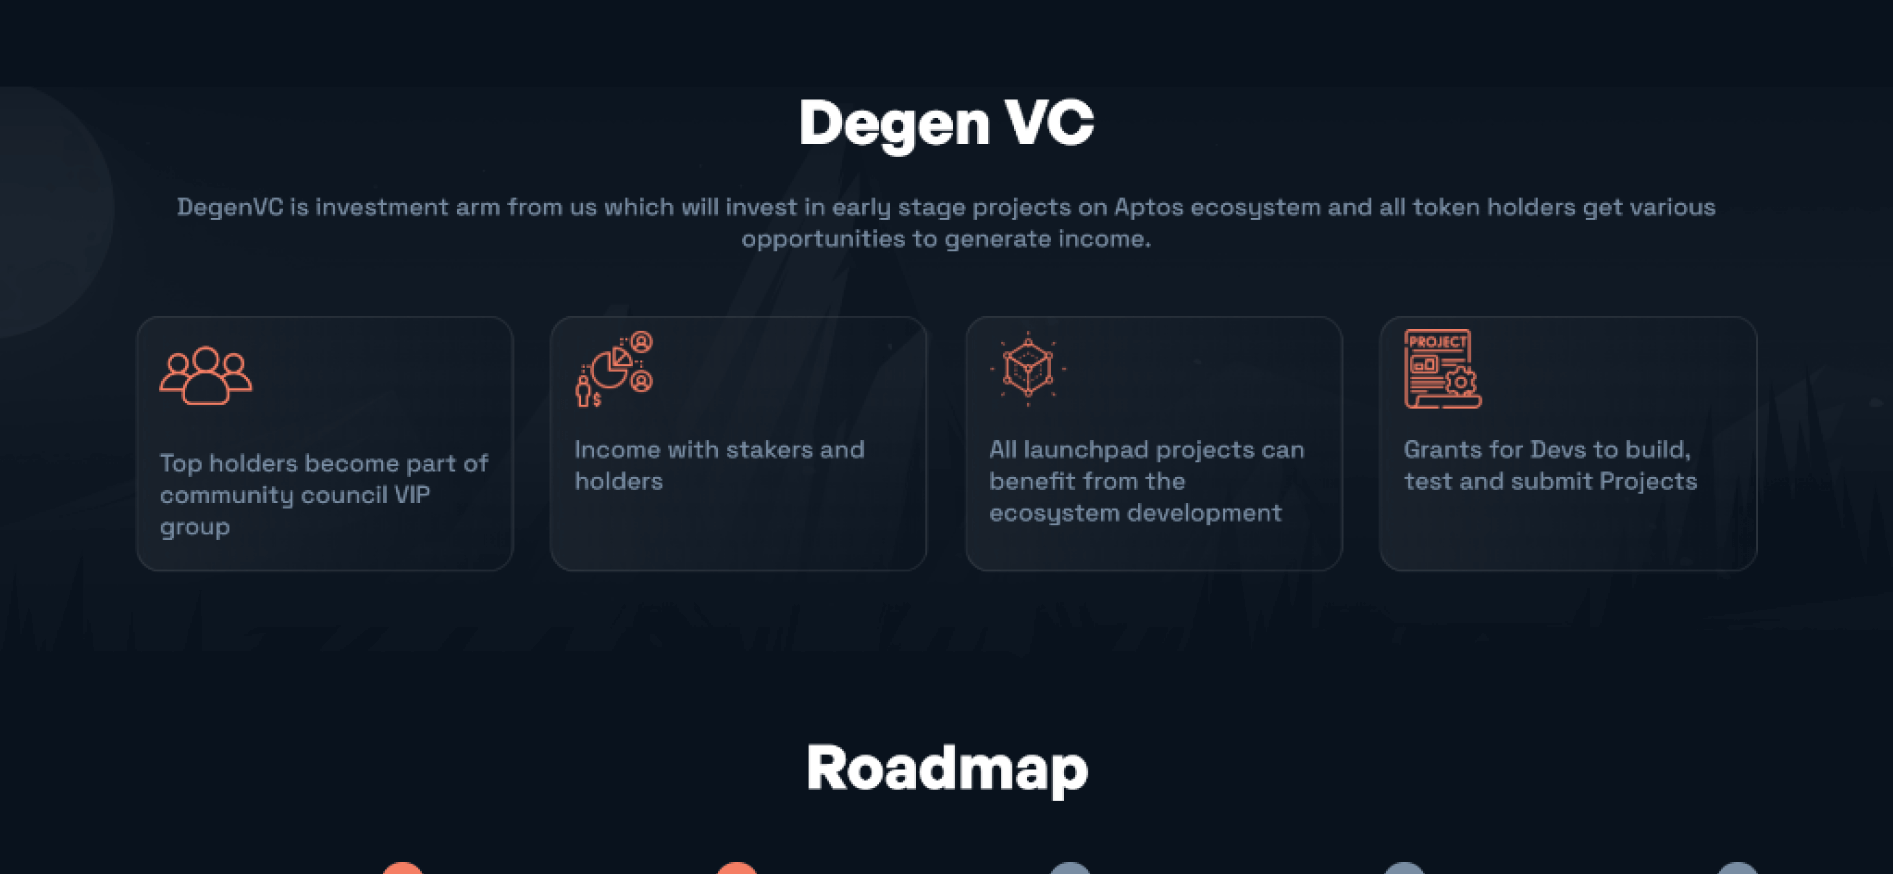 Degen VC
DegenVC is investment arm from us which will invest in early stage projects on Aptos ecosystem and all token holders get various
opportunities to generate income.
Top holders become part of
community council VIP
group
$
Income with stakers and
holders
All launchpad projects can
benefit from the
ecosystem development
PROJECT
Grants for Devs to build,
test and submit Projects
Roadmap